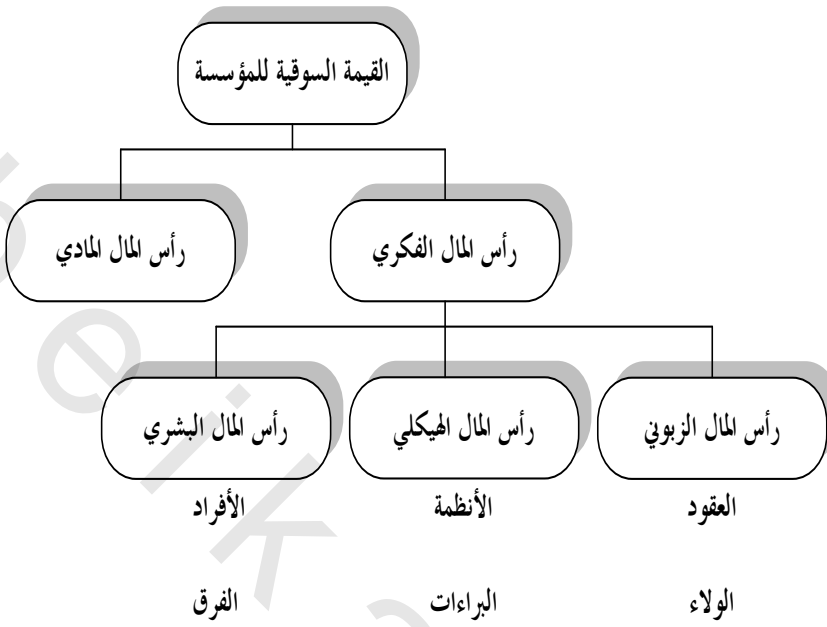 القيمة السوقية للمؤسسة
رأس المال الفكري
رأس المال المادي
رأس المال الزبوني
رأس المال الهيكلي
رأس المال البشري
العقود
الأنظمة
الأفراد
الولاء
البراءات
الفرق